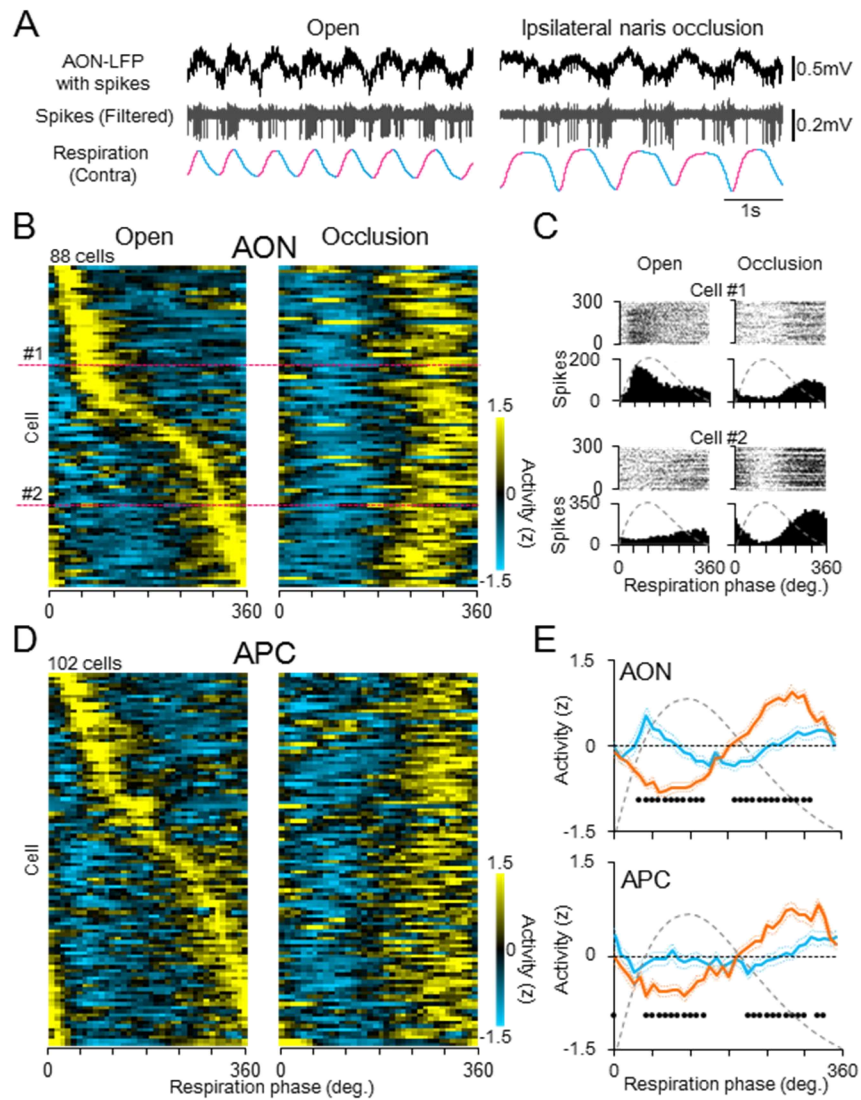 A
Open
Ipsilateral naris occlusion
AON-LFP
with spikes
0.5mV
Spikes (Filtered)
0.2mV
Respiration
(Contra)
1s
B
Open
AON
Occlusion
88 cells
#1
Cell
#2
1.5
0
-1.5
Activity (z)
0
360
0
360
C
Open
Occlusion
Cell #1
300
0
200
Spikes
0
Cell #2
300
0
350
Spikes
0
0
360
0
360
Respiration phase (deg.)
D
APC
102 cells
Cell
1.5
0
-1.5
Activity (z)
0
360
0
360
Respiration phase (deg.)
E
1.5
AON
Activity (z)
0
-1.5
1.5
APC
Activity (z)
0
-1.5
0
360
Respiration phase (deg.)